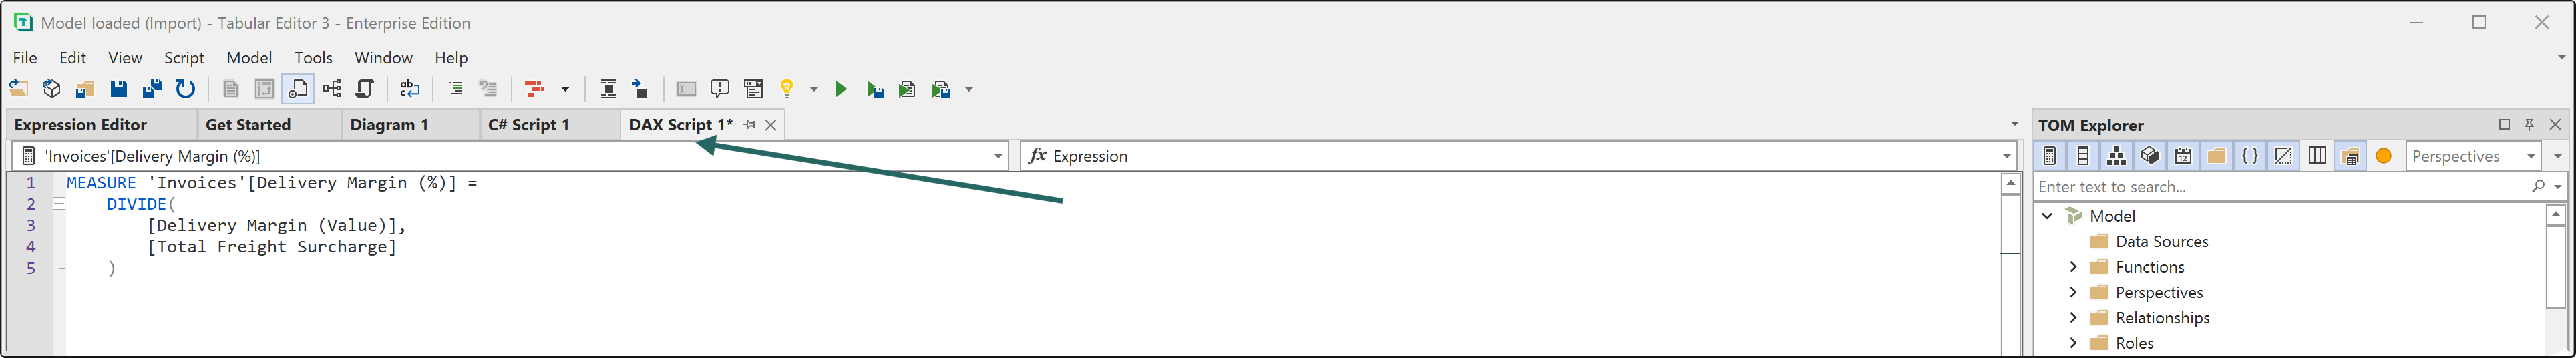 Model loaded (Import) - Tabular Editor 3 - Enterprise Edition
File Edit View Script Model Tools Window Help
Expression Editor Get Started Diagram 1 C# Script 1 DAX Script 1*
'Invoices'[Delivery Margin (%)]
fx Expression
1 MEASURE 'Invoices'[Delivery Margin (%)] =
2 DIVIDE(
3 [Delivery Margin (Value)],
4 [Total Freight Surcharge]
5 )
TOM Explorer
Perspectives
Enter text to search...
Model
Data Sources
Functions
Perspectives
Relationships
Roles